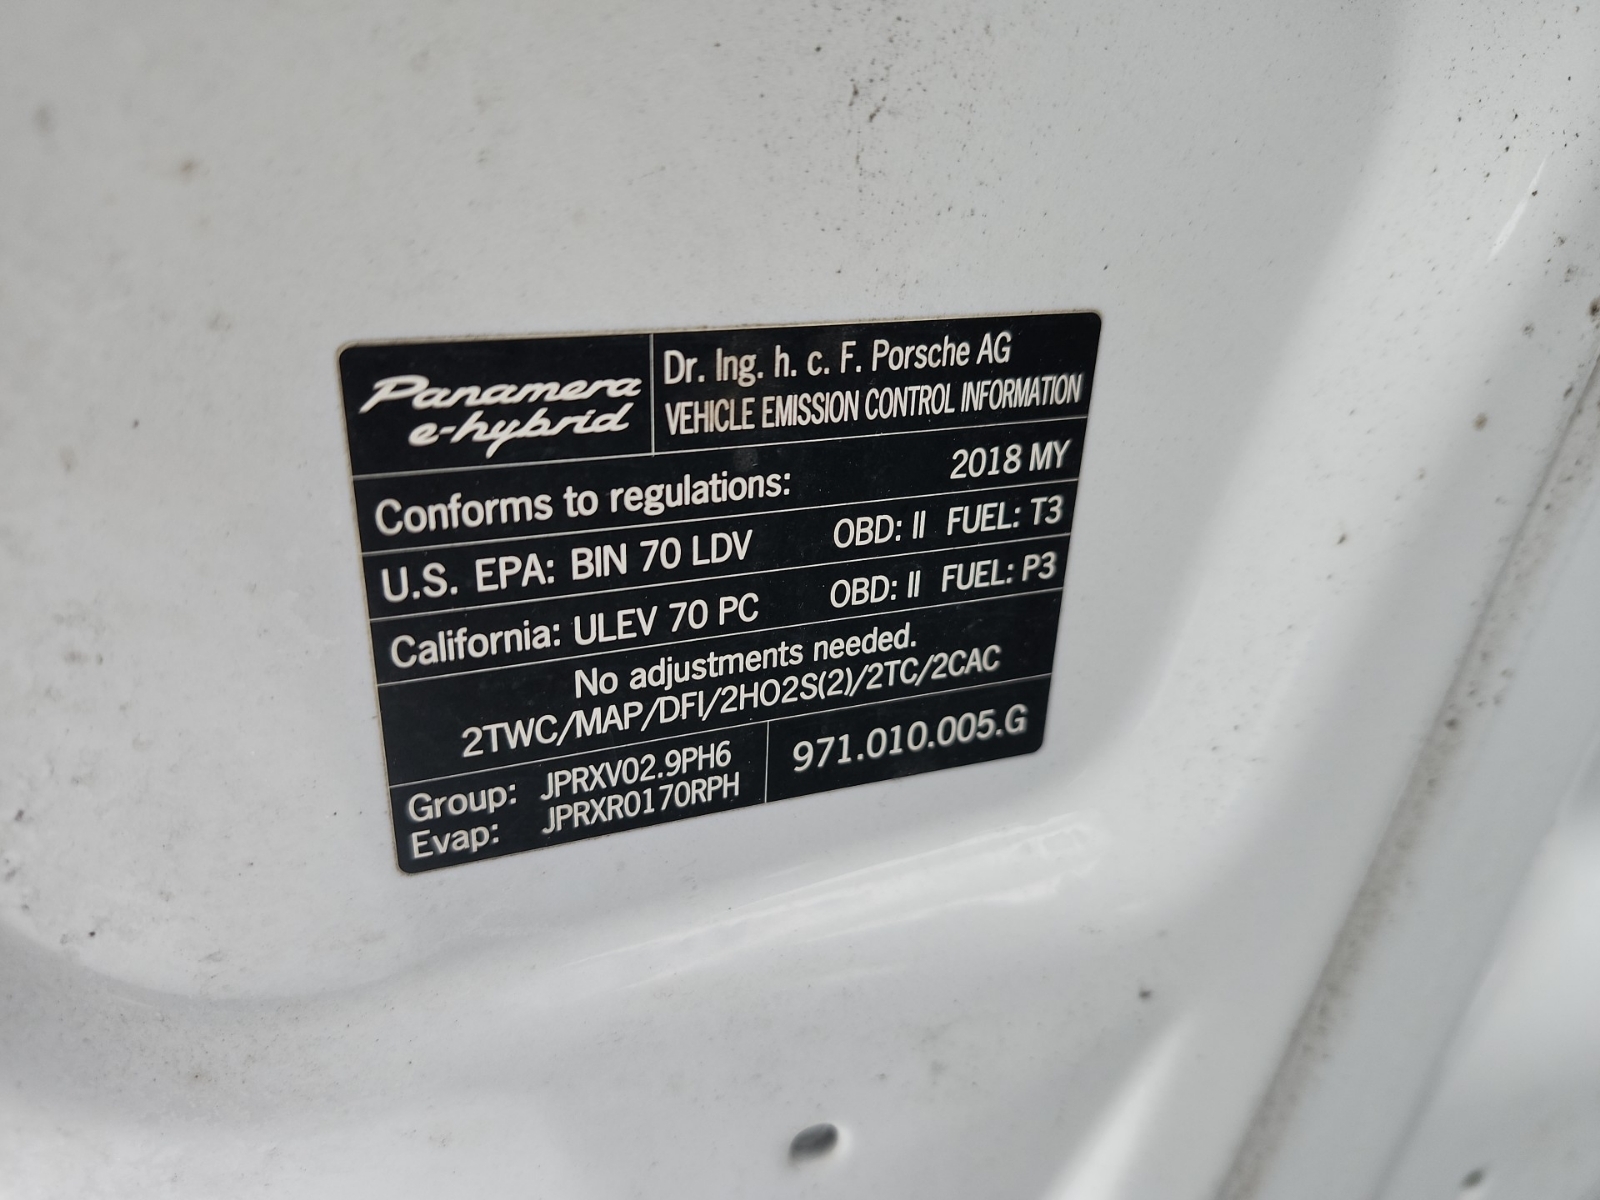 Panamera
e-hybrid
Dr. Ing. h. c. F. Porsche AG
VEHICLE EMISSION CONTROL INFORMATION
Conforms to regulations: 2018 MY
U.S. EPA: BIN 70 LDV OBD: II FUEL: T3
California: ULEV 70 PC OBD: II FUEL: P3
No adjustments needed.
2TWC/MAP/DFI/2HO2S(2)/2TC/2CAC
Group: JPRXV02.9PH6
Evap: JPRXR0170RPH
971.010.005.G